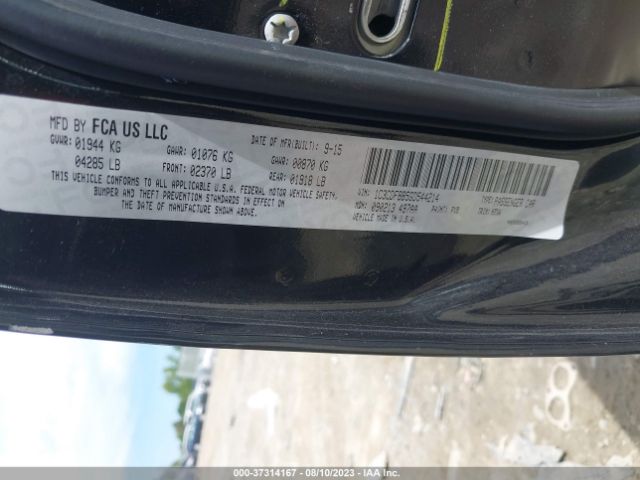 MFD BY FCA US LLC
DATE OF MFR(BUILT): 9-15
GVWR: 01944 KG
GAWR: 01076 KG
GAWR: 00870 KG
04285 LB
FRONT: 02370 LB
REAR: 01918 LB
THIS VEHICLE CONFORMS TO ALL APPLICABLE U.S.A. FEDERAL MOTOR VEHICLE SAFETY,
BUMPER AND THEFT PREVENTION STANDARDS IN EFFECT ON
THE DATE OF MANUFACTURE SHOWN ABOVE.
TYPE: PASSENGER CAR
PAINT:
000-37314167 - 08/10/2023 - IAA Inc.